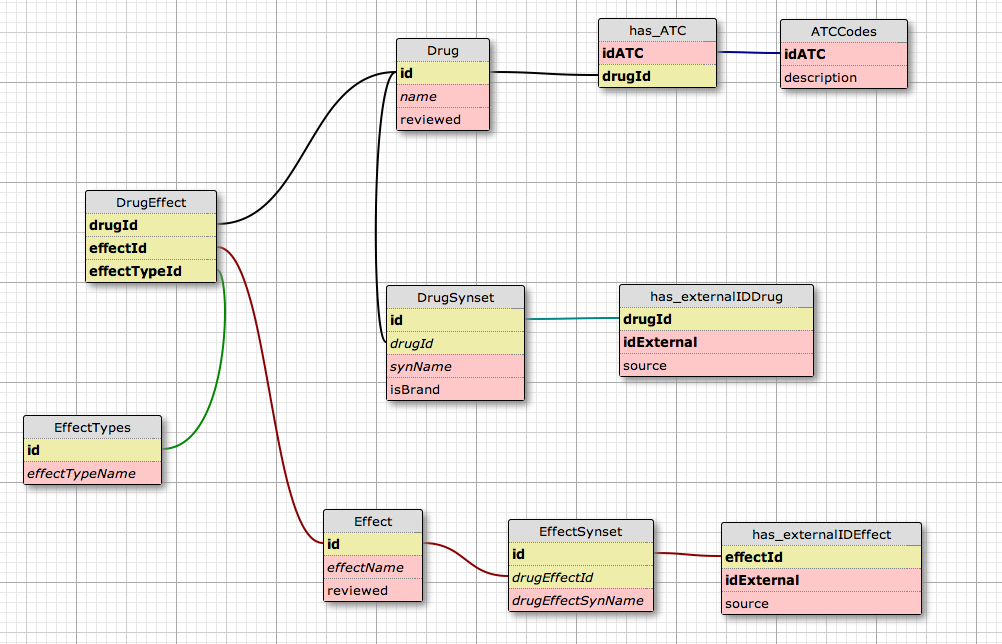 Drug
id
name
reviewed
has_ATC
idATC
drugId
ATCCodes
idATC
description
DrugEffect
drugId
effectId
effectTypeId
DrugSynset
id
drugId
synName
isBrand
has_externalIDDrug
drugId
idExternal
source
EffectTypes
id
effectTypeName
Effect
id
effectName
reviewed
EffectSynset
id
drugEffectId
drugEffectSynName
has_externalIDEffect
effectId
idExternal
source